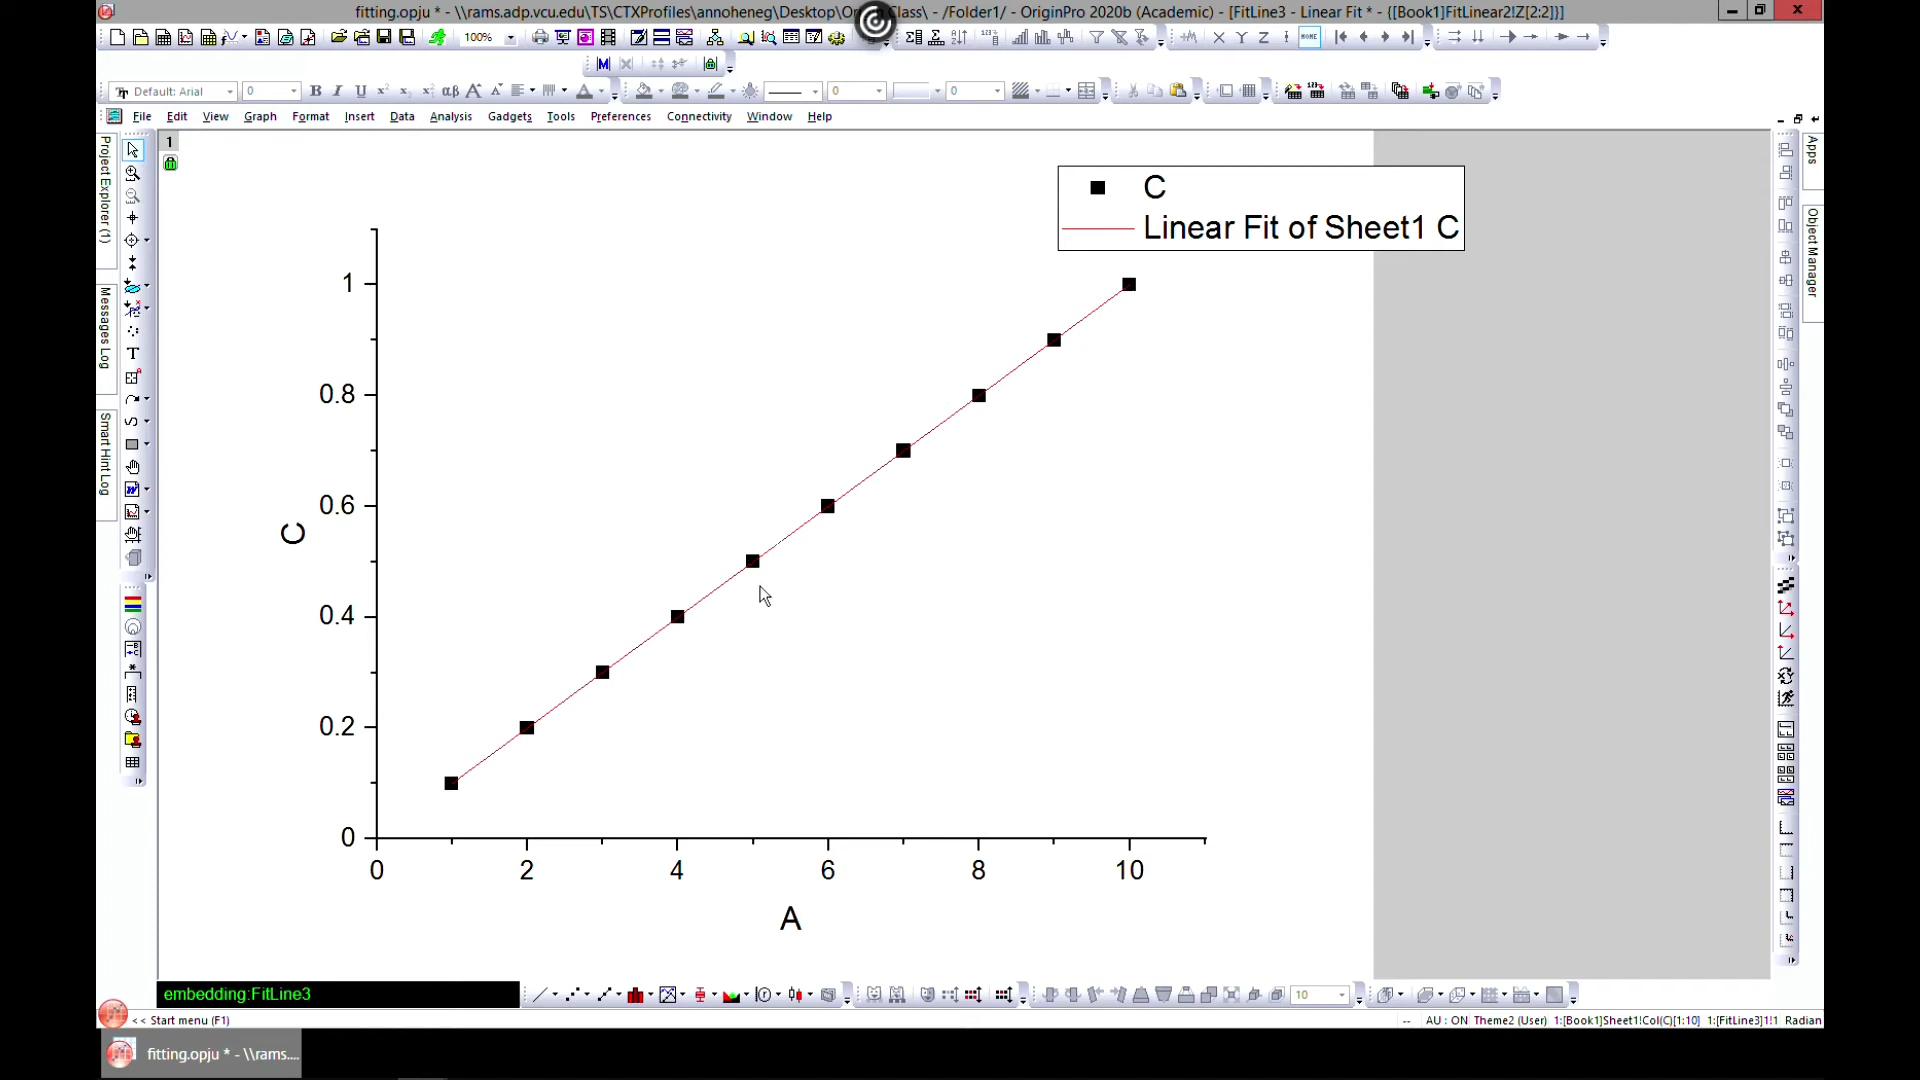 fitting.opju * - \\rams.adp.vcu.edu\TS\CTXProfiles\annoheneg\Desktop\Or Class\ - /Folder1/ - OriginPro 2020b (Academic) - [FitLine3 - Linear Fit * - {[Book1]FitLinear2!Z[2:2]}]
100%
HOME
Default: Arial 0 B I U αβ A A A 0 0
File Edit View Graph Format Insert Data Analysis Gadgets Tools Preferences Connectivity Window Help
Project Explorer (1)
Messages Log
Smart Hint Log
Apps
Object Manager
1
C
Linear Fit of Sheet1 C
1
0.8
0.6
0.4
0.2
0
C
0 2 4 6 8 10
A
embedding:FitLine3
10
<< Start menu (F1)
-- AU : ON Theme2 (User) 1:[Book1]Sheet1!Col(C)[1:10] 1:[FitLine3]1!1 Radian
fitting.opju * - \\rams....